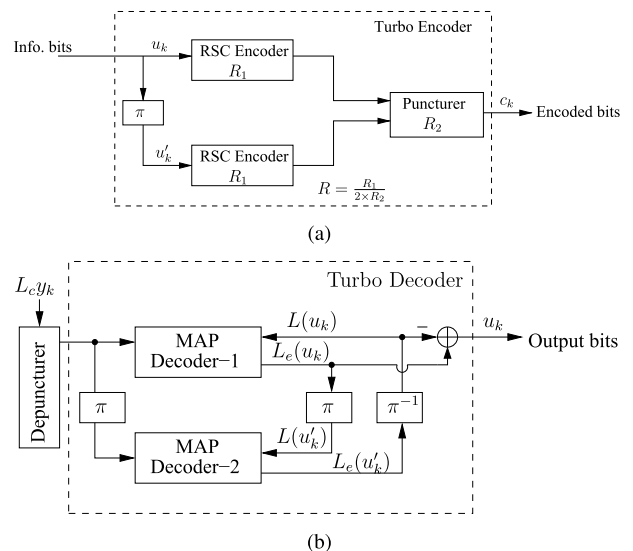 Turbo Encoder
Info. bits
u_k
RSC Encoder
R_1
π
Puncturer
R_2
c_k
Encoded bits
u'_k
RSC Encoder
R_1
R = \frac{R_1}{2×R_2}
(a)
Turbo Decoder
L_c y_k
Depuncturer
MAP
Decoder–1
L(u_k)
L_e(u_k)
–
u_k
Output bits
π
π
π^{-1}
MAP
Decoder–2
L(u'_k)
L_e(u'_k)
(b)